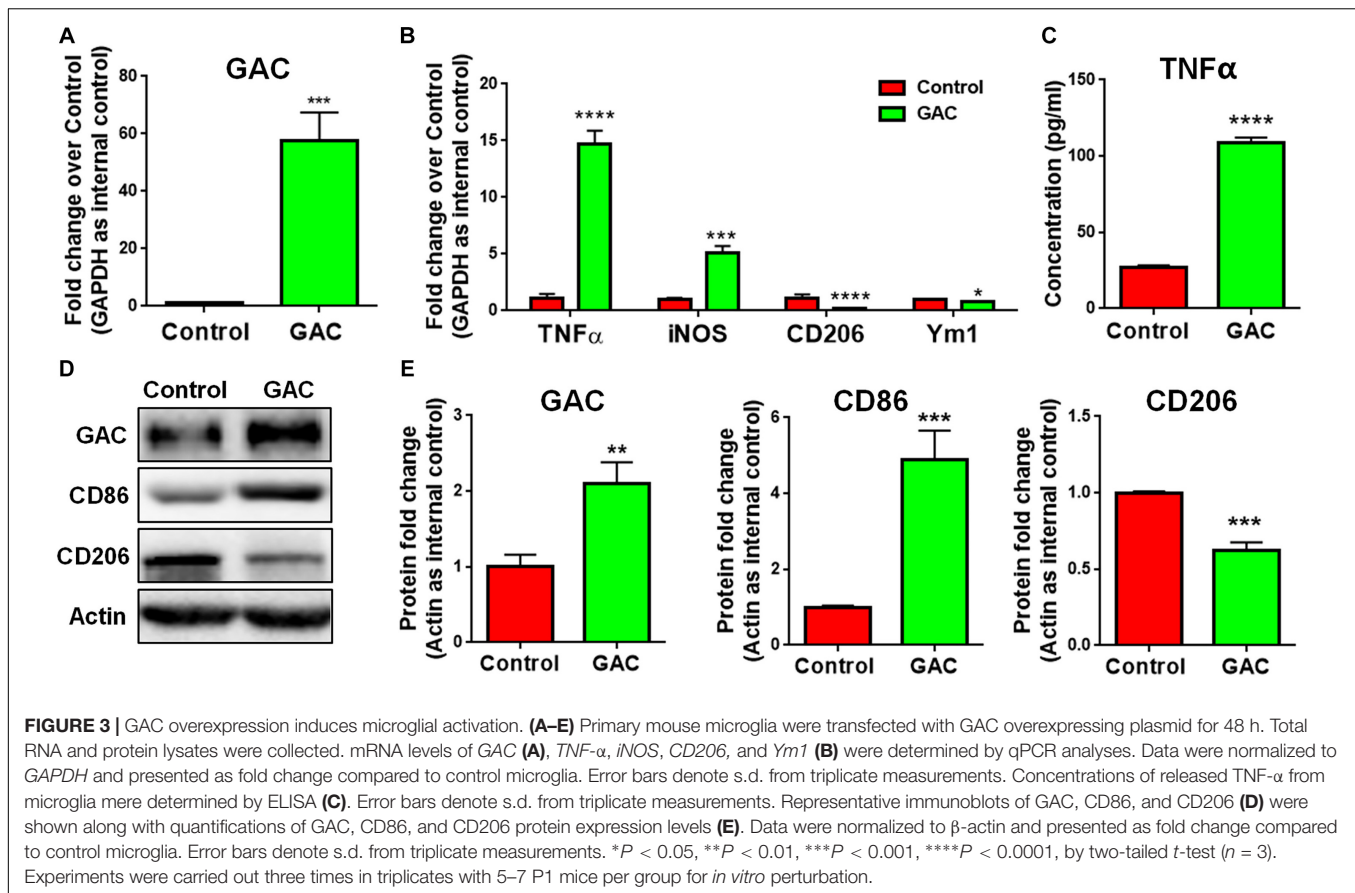 A
GAC
Fold change over Control
(GAPDH as internal control)
80
60
40
20
0
***
Control GAC
B
Fold change over Control
(GAPDH as internal control)
20
15
10
5
0
Control
GAC
****
***
****
*
TNFα iNOS CD206 Ym1
C
TNFα
Concentration (pg/ml)
150
100
50
0
****
Control GAC
D
Control GAC
GAC
CD86
CD206
Actin
E
GAC
Protein fold change
(Actin as internal control)
3
2
1
0
**
Control GAC
CD86
Protein fold change
(Actin as internal control)
6
4
2
0
***
Control GAC
CD206
Protein fold change
(Actin as internal control)
1.5
1.0
0.5
0.0
***
Control GAC
FIGURE 3 | GAC overexpression induces microglial activation. (A–E) Primary mouse microglia were transfected with GAC overexpressing plasmid for 48 h. Total
RNA and protein lysates were collected. mRNA levels of GAC (A), TNF-α, iNOS, CD206, and Ym1 (B) were determined by qPCR analyses. Data were normalized to
GAPDH and presented as fold change compared to control microglia. Error bars denote s.d. from triplicate measurements. Concentrations of released TNF-α from
microglia mere determined by ELISA (C). Error bars denote s.d. from triplicate measurements. Representative immunoblots of GAC, CD86, and CD206 (D) were
shown along with quantifications of GAC, CD86, and CD206 protein expression levels (E). Data were normalized to β-actin and presented as fold change compared
to control microglia. Error bars denote s.d. from triplicate measurements. *P < 0.05, **P < 0.01, ***P < 0.001, ****P < 0.0001, by two-tailed t-test (n = 3).
Experiments were carried out three times in triplicates with 5–7 P1 mice per group for in vitro perturbation.